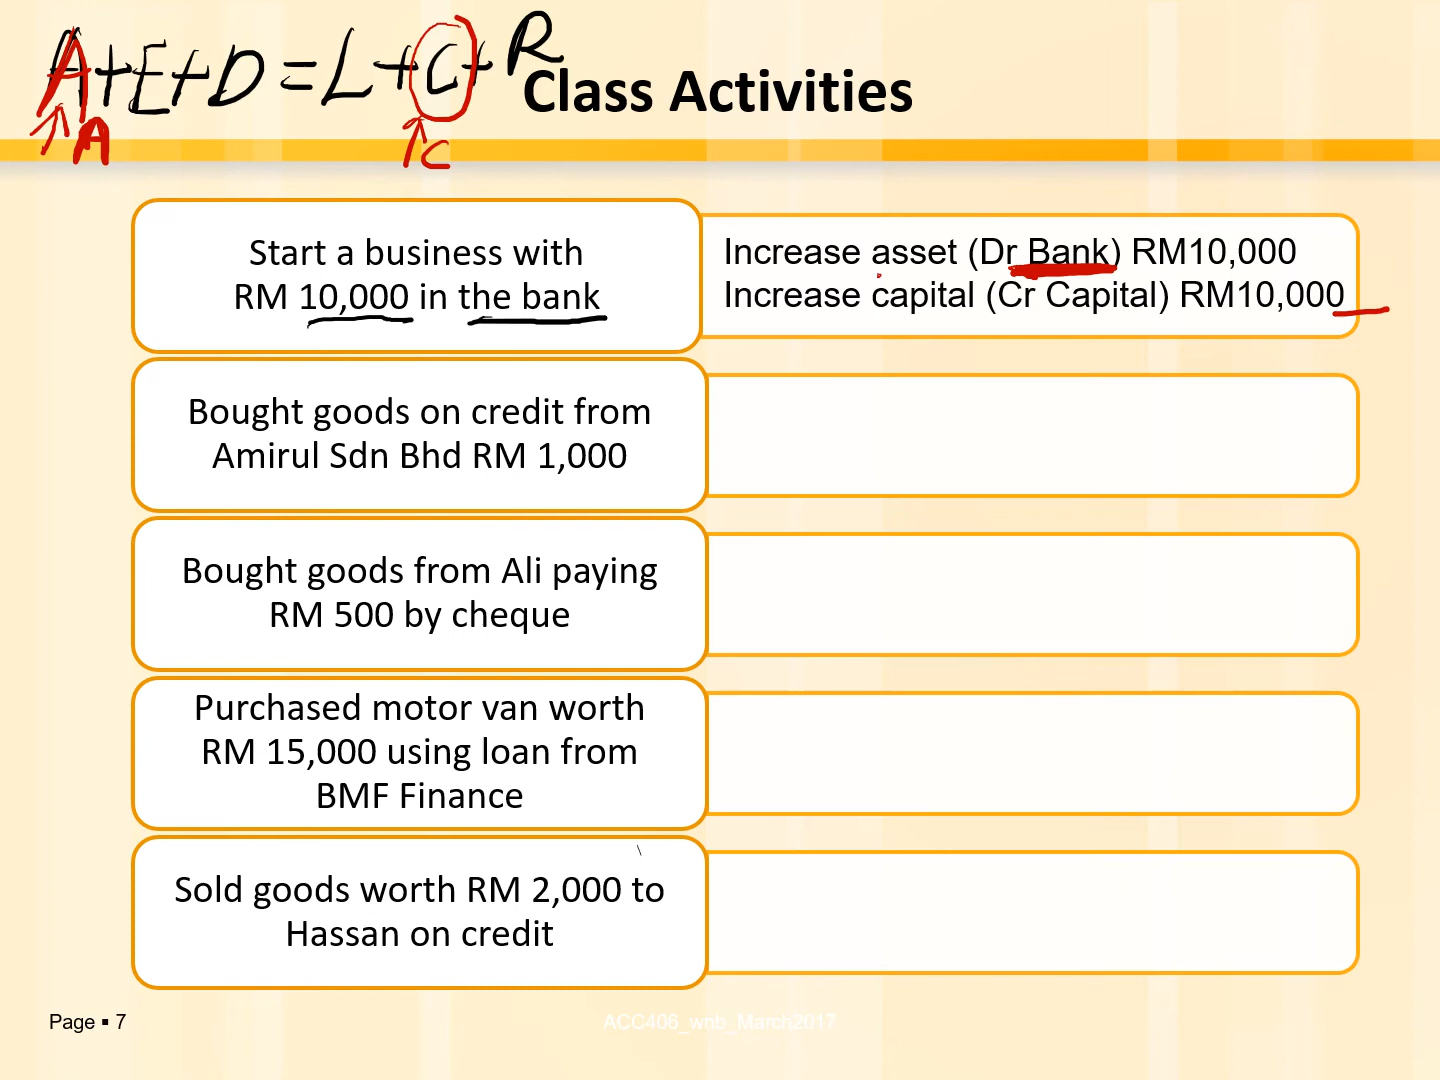 A+E+D=L+C+R
Class Activities
A
C
Start a business with
RM 10,000 in the bank
Increase asset (Dr Bank) RM10,000
Increase capital (Cr Capital) RM10,000
Bought goods on credit from
Amirul Sdn Bhd RM 1,000
Bought goods from Ali paying
RM 500 by cheque
Purchased motor van worth
RM 15,000 using loan from
BMF Finance
Sold goods worth RM 2,000 to
Hassan on credit
Page ▪ 7
ACC406_wnb_March2017